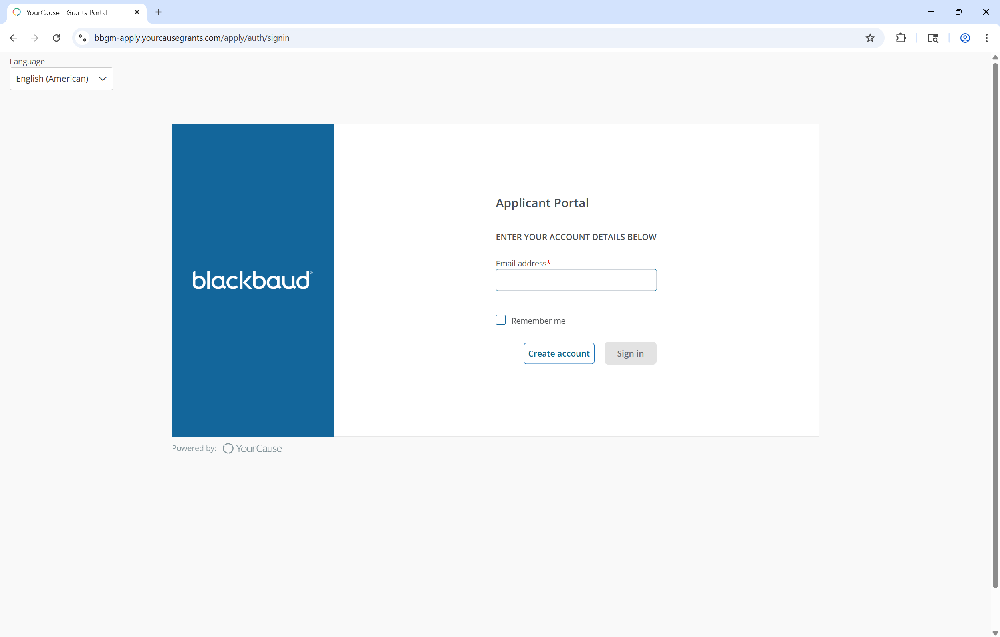 YourCause - Grants Portal
bbgm-apply.yourcausegrants.com/apply/auth/signin
Language
English (American)
blackbaud®
Applicant Portal
ENTER YOUR ACCOUNT DETAILS BELOW
Email address*
Remember me
Create account
Sign in
Powered by: YourCause